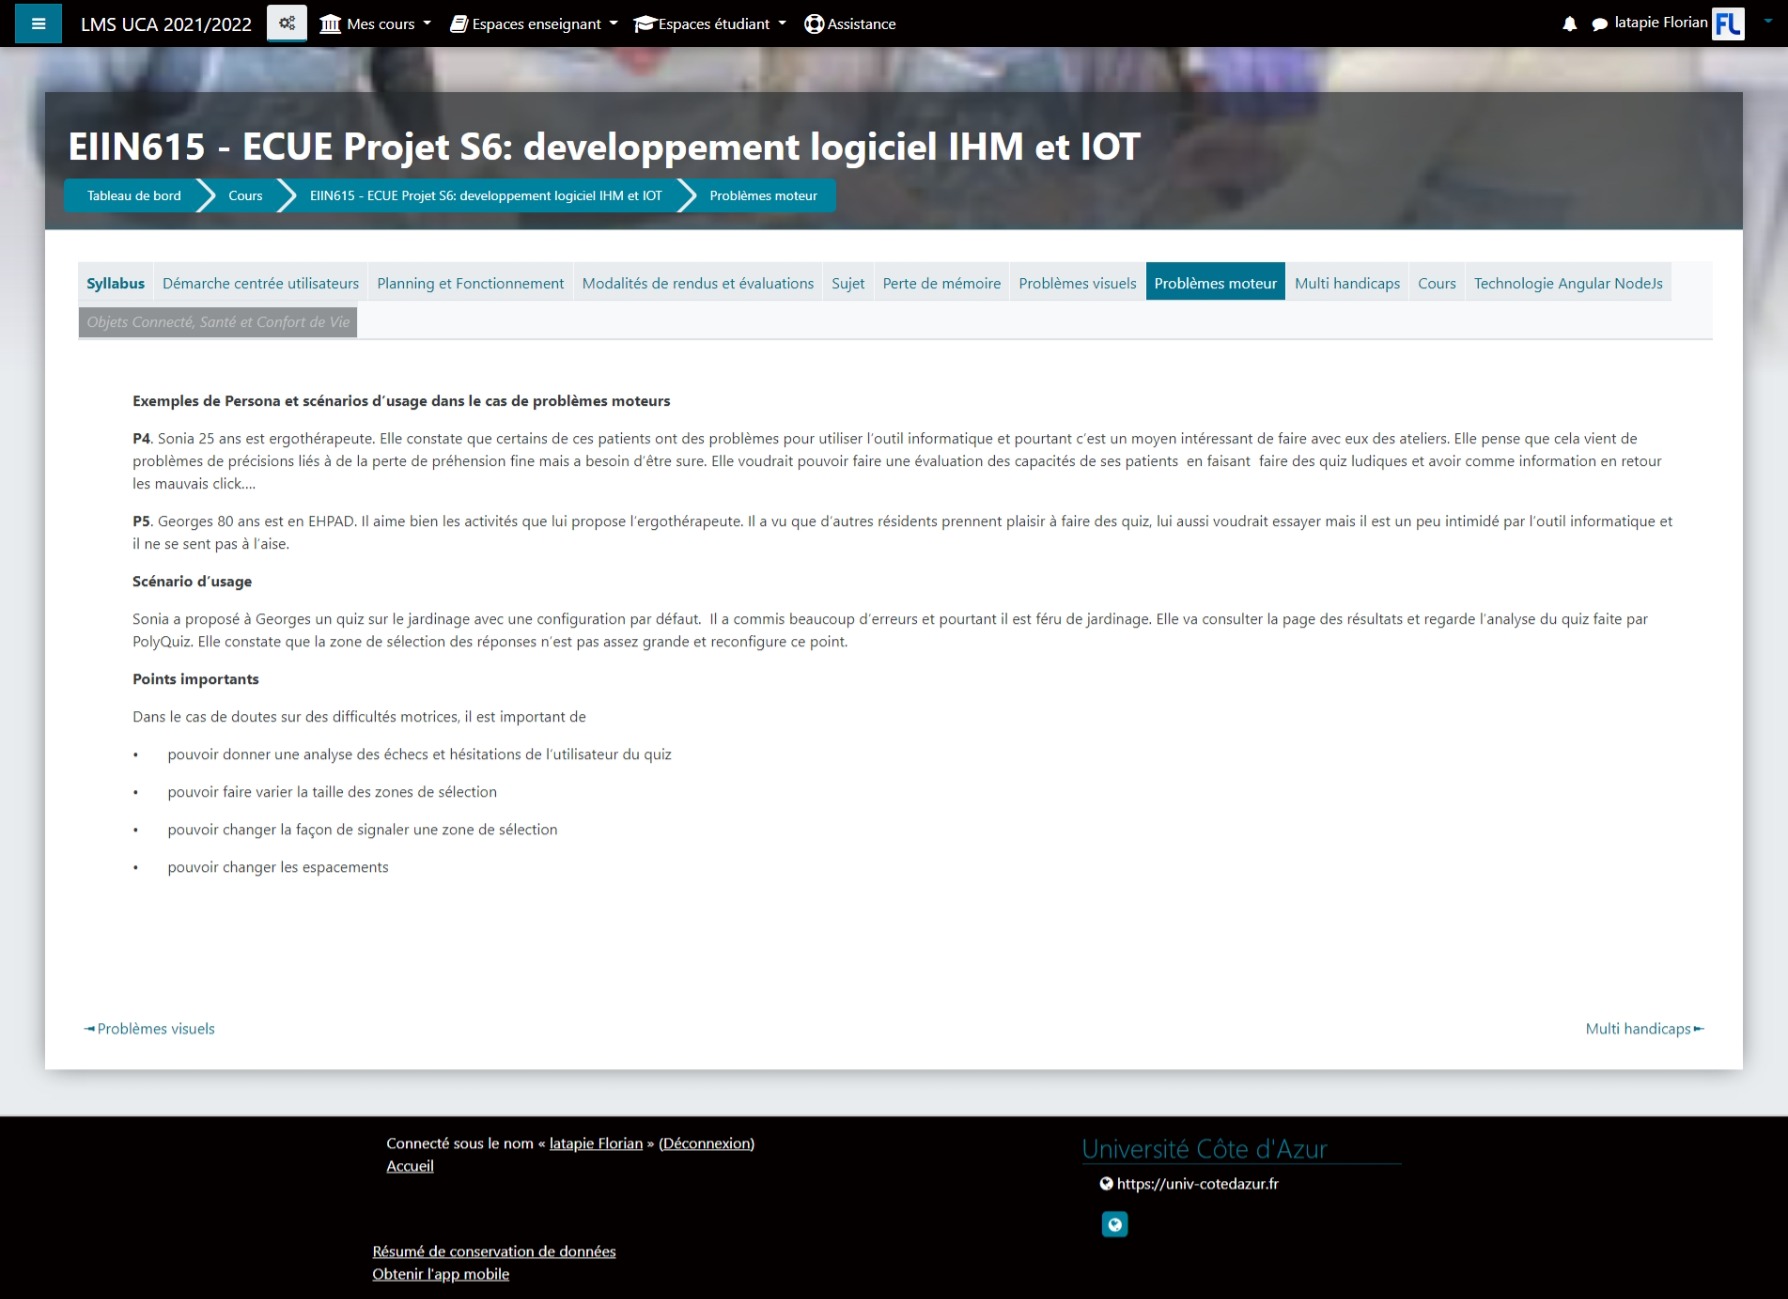 LMS UCA 2021/2022 Mes cours Espaces enseignant Espaces étudiant Assistance latapie Florian FL
EIIN615 - ECUE Projet S6: developpement logiciel IHM et IOT
Tableau de bord Cours EIIN615 - ECUE Projet S6: developpement logiciel IHM et IOT Problèmes moteur
Syllabus Démarche centrée utilisateurs Planning et Fonctionnement Modalités de rendus et évaluations Sujet Perte de mémoire Problèmes visuels Problèmes moteur Multi handicaps Cours Technologie Angular NodeJs
Objets Connecté, Santé et Confort de Vie
Exemples de Persona et scénarios d'usage dans le cas de problèmes moteurs
P4. Sonia 25 ans est ergothérapeute. Elle constate que certains de ces patients ont des problèmes pour utiliser l'outil informatique et pourtant c'est un moyen intéressant de faire avec eux des ateliers. Elle pense que cela vient de
problèmes de précisions liés à de la perte de préhension fine mais a besoin d'être sure. Elle voudrait pouvoir faire une évaluation des capacités de ses patients en faisant faire des quiz ludiques et avoir comme information en retour
les mauvais click....
P5. Georges 80 ans est en EHPAD. Il aime bien les activités que lui propose l'ergothérapeute. Il a vu que d'autres résidents prennent plaisir à faire des quiz, lui aussi voudrait essayer mais il est un peu intimidé par l'outil informatique et
il ne se sent pas à l'aise.
Scénario d'usage
Sonia a proposé à Georges un quiz sur le jardinage avec une configuration par défaut. Il a commis beaucoup d'erreurs et pourtant il est féru de jardinage. Elle va consulter la page des résultats et regarde l'analyse du quiz faite par
PolyQuiz. Elle constate que la zone de sélection des réponses n'est pas assez grande et reconfigure ce point.
Points importants
Dans le cas de doutes sur des difficultés motrices, il est important de
• pouvoir donner une analyse des échecs et hésitations de l'utilisateur du quiz
• pouvoir faire varier la taille des zones de sélection
• pouvoir changer la façon de signaler une zone de sélection
• pouvoir changer les espacements
◄ Problèmes visuels Multi handicaps ►
Connecté sous le nom « latapie Florian » (Déconnexion)
Accueil
Université Côte d'Azur
https://univ-cotedazur.fr
Résumé de conservation de données
Obtenir l'app mobile